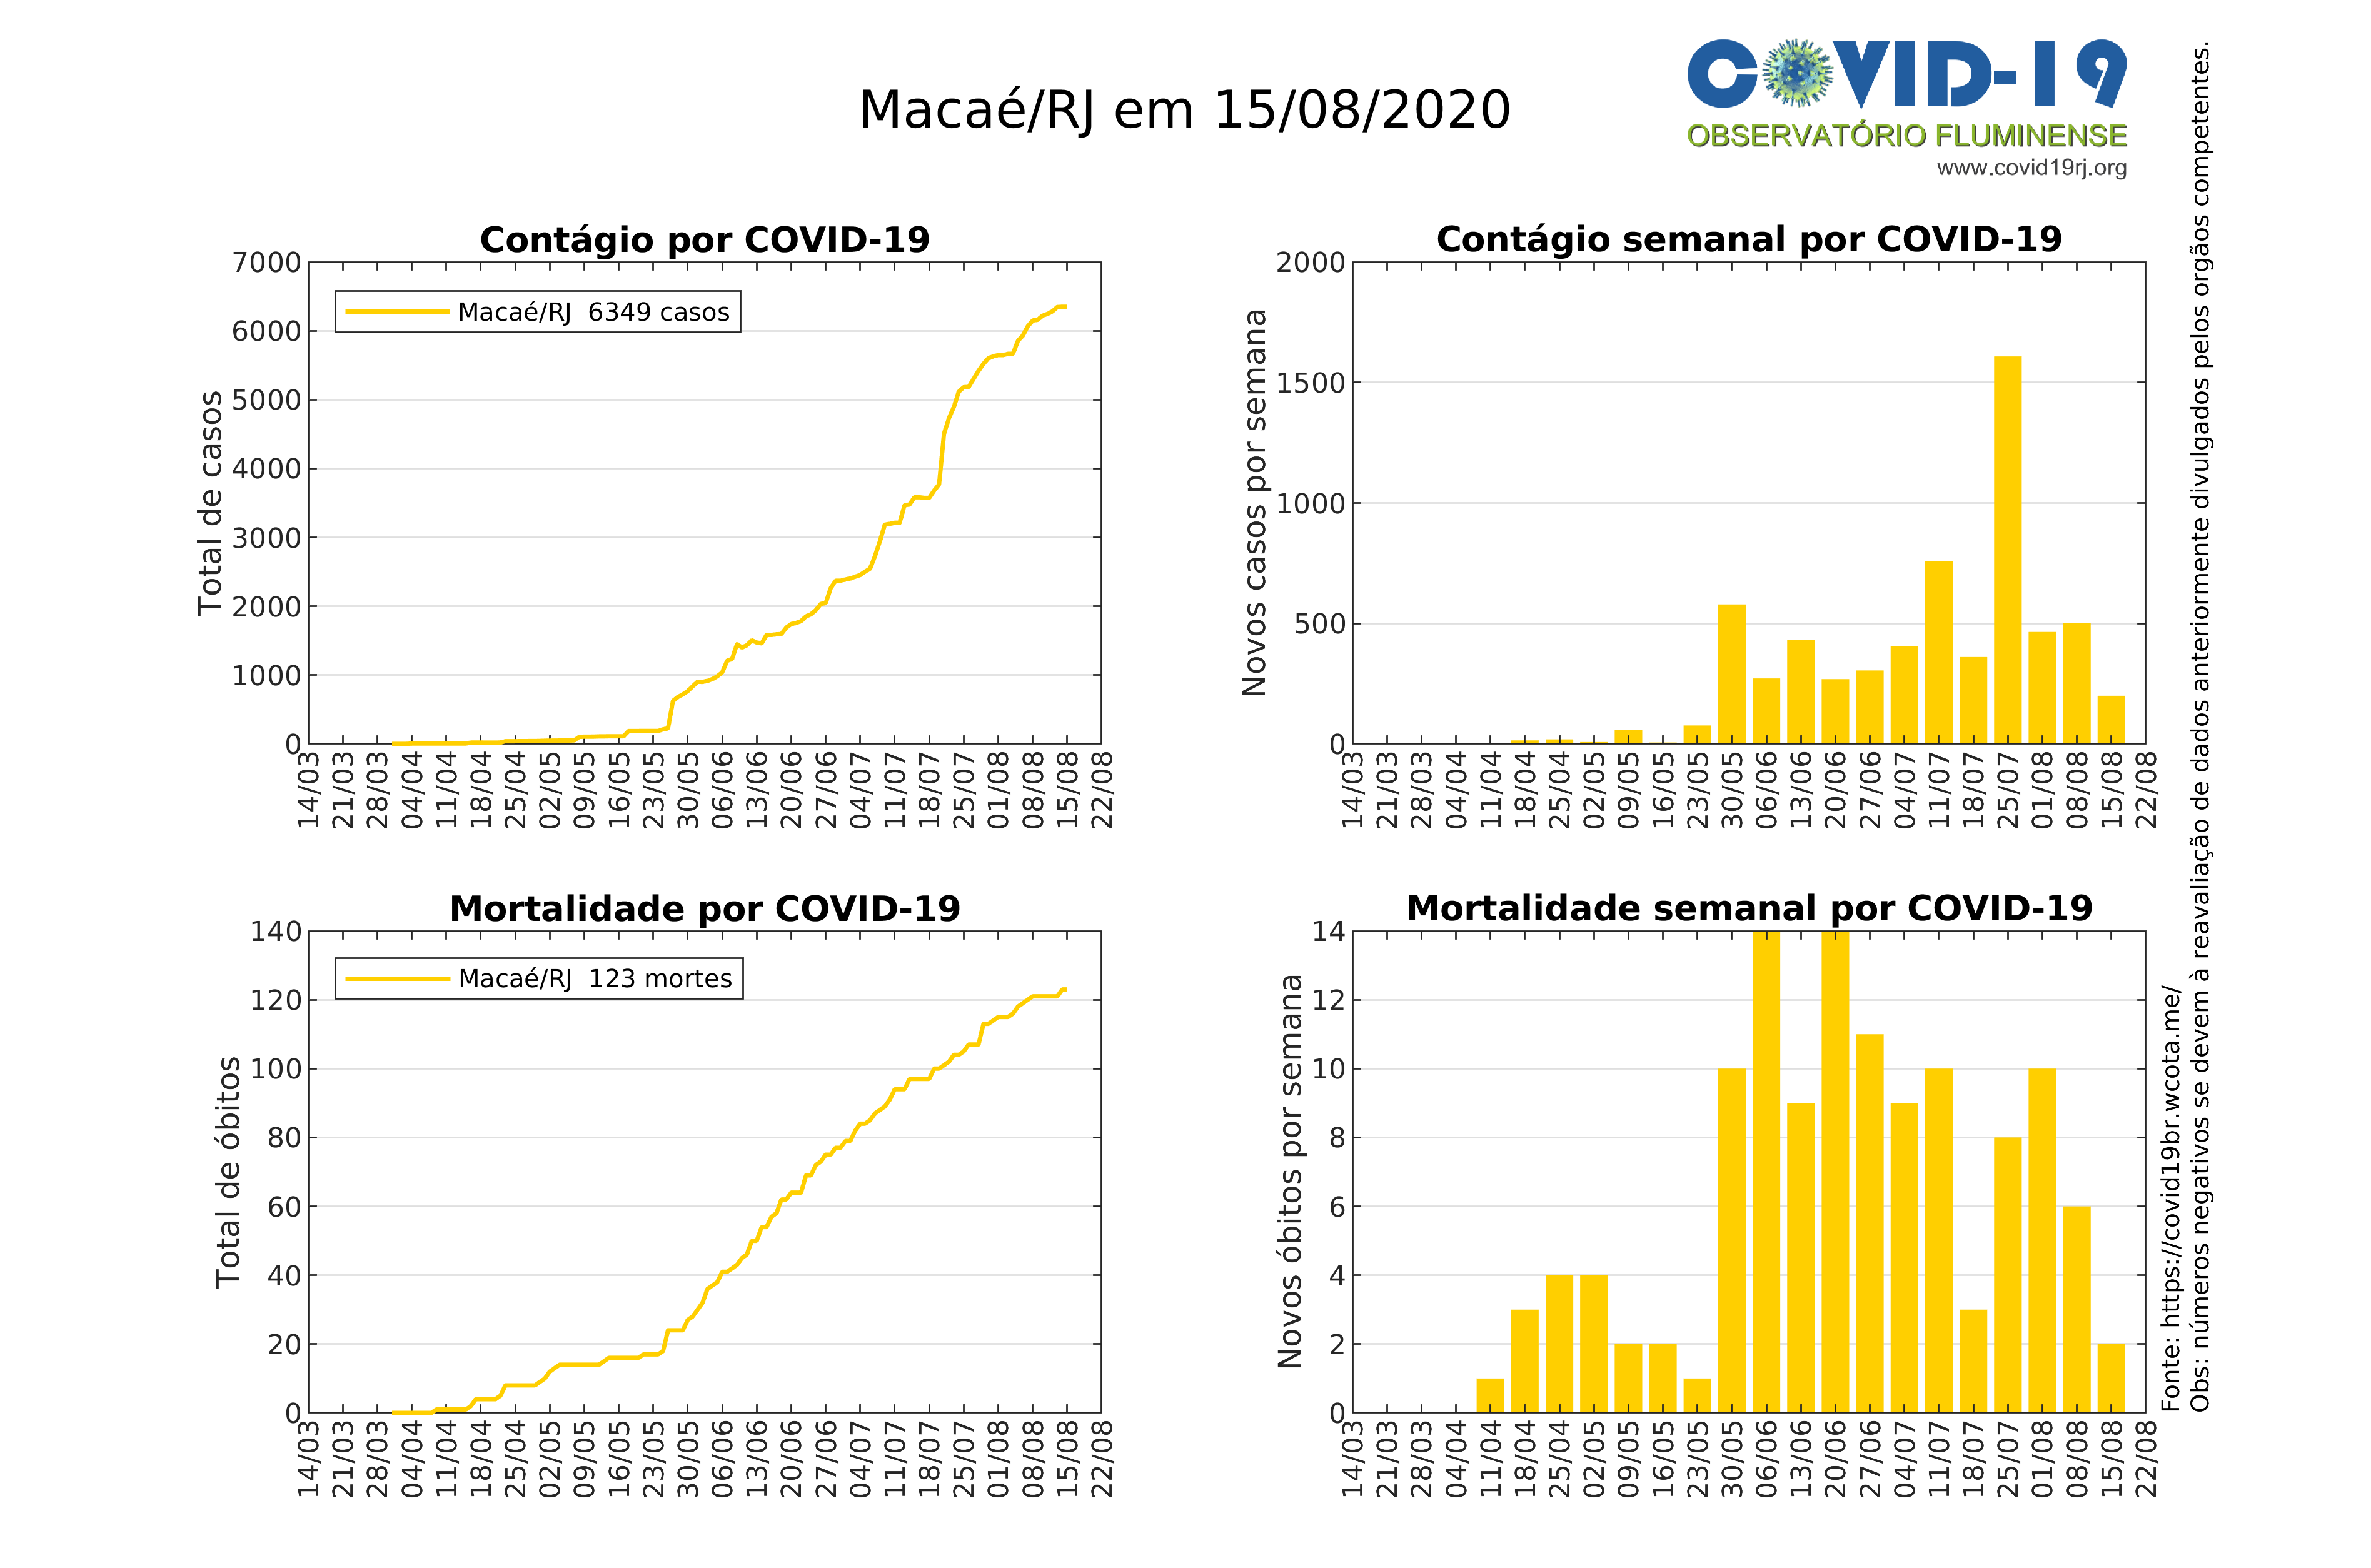 Macaé/RJ em 15/08/2020
COVID-19
OBSERVATÓRIO FLUMINENSE
www.covid19rj.org
Contágio por COVID-19
Total de casos
7000
6000
5000
4000
3000
2000
1000
0
Macaé/RJ  6349 casos
14/03 21/03 28/03 04/04 11/04 18/04 25/04 02/05 09/05 16/05 23/05 30/05 06/06 13/06 20/06 27/06 04/07 11/07 18/07 25/07 01/08 08/08 15/08 22/08
Contágio semanal por COVID-19
Novos casos por semana
2000
1500
1000
500
0
14/03 21/03 28/03 04/04 11/04 18/04 25/04 02/05 09/05 16/05 23/05 30/05 06/06 13/06 20/06 27/06 04/07 11/07 18/07 25/07 01/08 08/08 15/08 22/08
Mortalidade por COVID-19
Total de óbitos
140
120
100
80
60
40
20
0
Macaé/RJ  123 mortes
14/03 21/03 28/03 04/04 11/04 18/04 25/04 02/05 09/05 16/05 23/05 30/05 06/06 13/06 20/06 27/06 04/07 11/07 18/07 25/07 01/08 08/08 15/08 22/08
Mortalidade semanal por COVID-19
Novos óbitos por semana
14
12
10
8
6
4
2
0
14/03 21/03 28/03 04/04 11/04 18/04 25/04 02/05 09/05 16/05 23/05 30/05 06/06 13/06 20/06 27/06 04/07 11/07 18/07 25/07 01/08 08/08 15/08 22/08
Fonte: https://covid19br.wcota.me/
Obs: números negativos se devem à reavaliação de dados anteriormente divulgados pelos orgãos competentes.